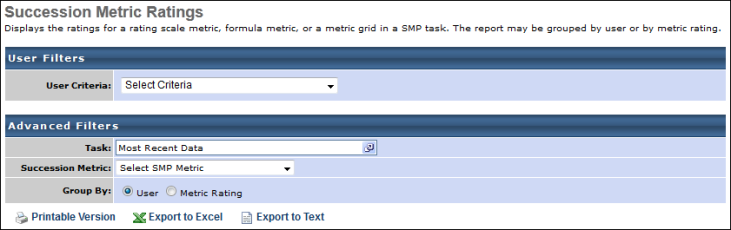 Succession Metric Ratings
Displays the ratings for a rating scale metric, formula metric, or a metric grid in a SMP task. The report may be grouped by user or by metric rating.
User Filters
User Criteria: Select Criteria
Advanced Filters
Task: Most Recent Data
Succession Metric: Select SMP Metric
Group By: User Metric Rating
Printable Version Export to Excel Export to Text